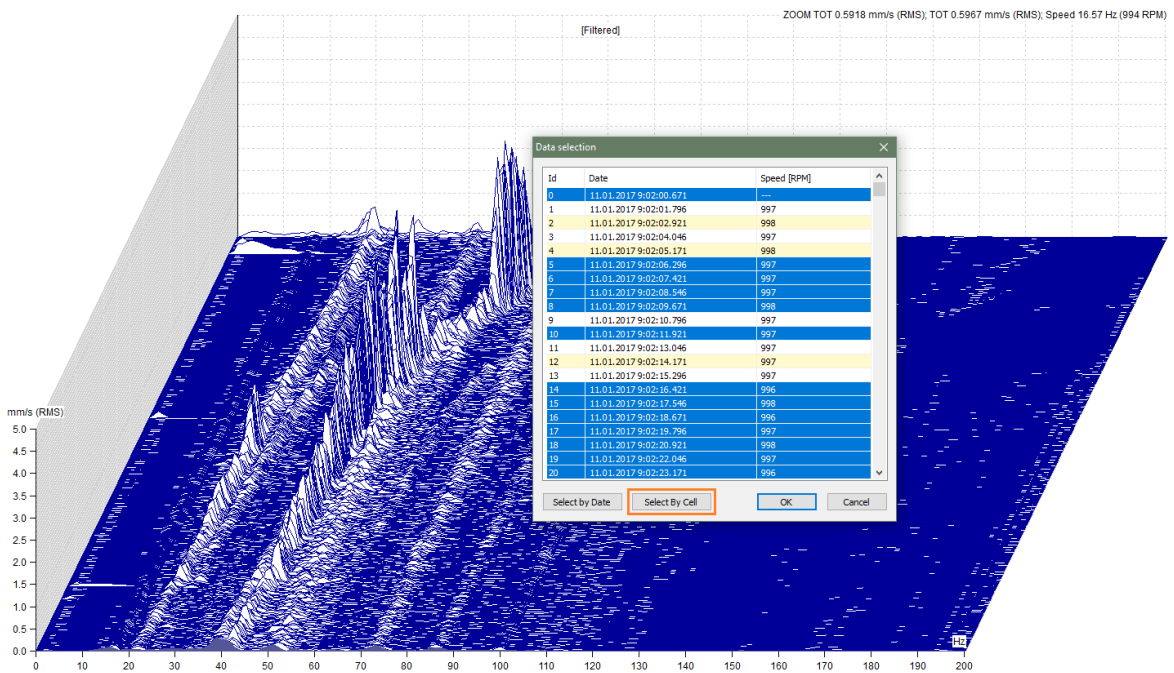 ZOOM TOT 0.5918 mm/s (RMS); TOT 0.5967 mm/s (RMS); Speed 16.57 Hz (994 RPM)
[Filtered]
Data selection
Id Date Speed [RPM]
0 11.01.2017 9:02:00.671 ---
1 11.01.2017 9:02:01.796 997
2 11.01.2017 9:02:02.921 998
3 11.01.2017 9:02:04.046 997
4 11.01.2017 9:02:05.171 998
5 11.01.2017 9:02:06.296 997
6 11.01.2017 9:02:07.421 997
7 11.01.2017 9:02:08.546 997
8 11.01.2017 9:02:09.671 998
9 11.01.2017 9:02:10.796 997
10 11.01.2017 9:02:11.921 997
11 11.01.2017 9:02:13.046 997
12 11.01.2017 9:02:14.171 997
13 11.01.2017 9:02:15.296 997
14 11.01.2017 9:02:16.421 996
15 11.01.2017 9:02:17.546 998
16 11.01.2017 9:02:18.671 996
17 11.01.2017 9:02:19.796 997
18 11.01.2017 9:02:20.921 998
19 11.01.2017 9:02:22.046 997
20 11.01.2017 9:02:23.171 996
Select by Date Select By Cell OK Cancel
mm/s (RMS)
5.0
4.5
4.0
3.5
3.0
2.5
2.0
1.5
1.0
0.5
0.0
Hz
0 10 20 30 40 50 60 70 80 90 100 110 120 130 140 150 160 170 180 190 200